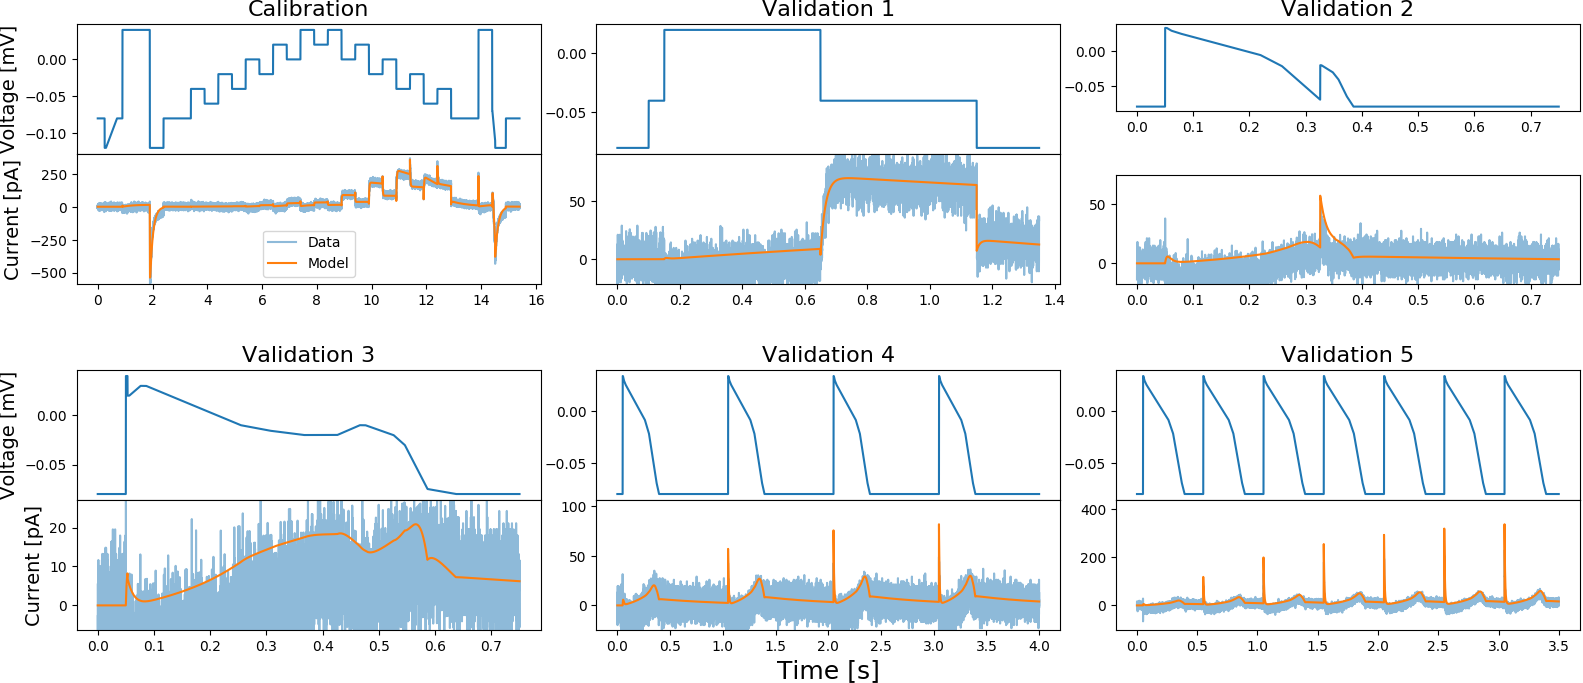 Calibration
Validation 1
Validation 2
Voltage [mV]
0.00
−0.05
−0.10
0.00
−0.05
0.00
−0.05
0.0 0.1 0.2 0.3 0.4 0.5 0.6 0.7
Current [pA]
250
0
−250
−500
Data
Model
0 2 4 6 8 10 12 14 16
50
0
0.0 0.2 0.4 0.6 0.8 1.0 1.2 1.4
50
0
0.0 0.1 0.2 0.3 0.4 0.5 0.6 0.7
Validation 3
Validation 4
Validation 5
Voltage [mV]
0.00
−0.05
0.00
−0.05
0.00
−0.05
Current [pA]
20
10
0
0.0 0.1 0.2 0.3 0.4 0.5 0.6 0.7
100
50
0
0.0 0.5 1.0 1.5 2.0 2.5 3.0 3.5 4.0
400
200
0
0.0 0.5 1.0 1.5 2.0 2.5 3.0 3.5
Time [s]